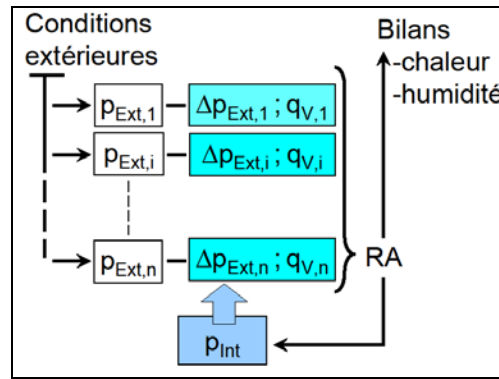 Conditions
extérieures
Bilans
-chaleur
-humidité
pExt,1
ΔpExt,1 ; qV,1
pExt,i
ΔpExt,i ; qV,i
pExt,n
ΔpExt,n ; qV,n
RA
pInt